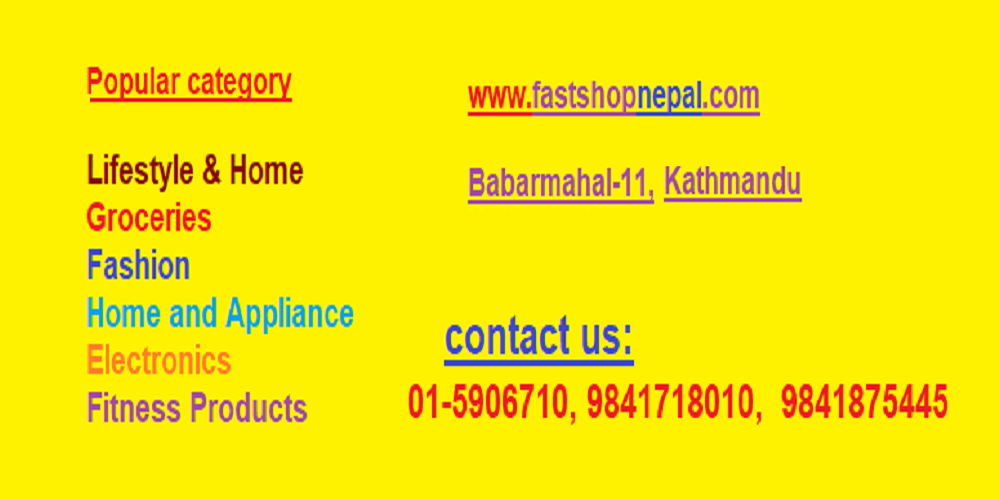 Popular category
Lifestyle & Home
Groceries
Fashion
Home and Appliance
Electronics
Fitness Products
www.fastshopnepal.com
Babarmahal-11, Kathmandu
contact us:
01-5906710, 9841718010, 9841875445